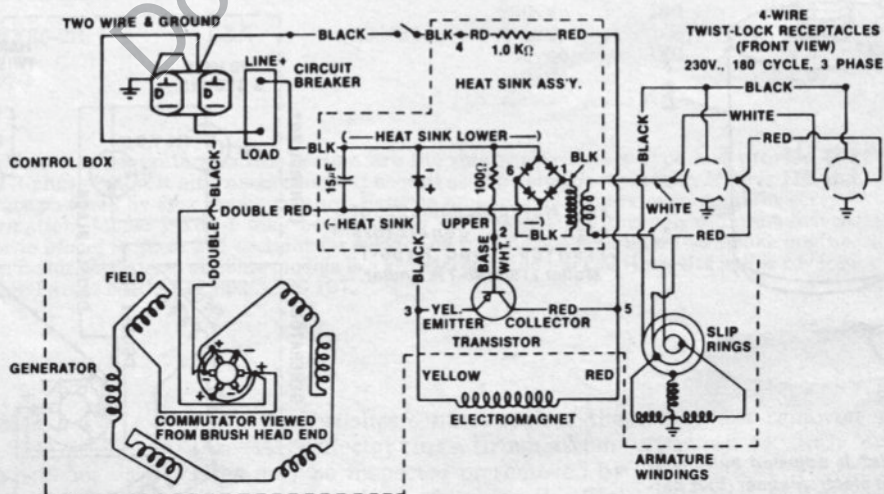 TWO WIRE & GROUND
BLACK
BLK
4
RD
1.0 KΩ
RED
4-WIRE
TWIST-LOCK RECEPTACLES
(FRONT VIEW)
230V., 180 CYCLE, 3 PHASE
LINE+
CIRCUIT
BREAKER
LOAD
HEAT SINK ASS'Y.
BLACK
BLACK
WHITE
RED
CONTROL BOX
(—HEAT SINK LOWER—)
BLK
BLK
15µF
100Ω
6
1
DOUBLE RED
(-HEAT SINK
UPPER
BLK
WHITE
RED
DOUBLE BLACK
BLACK
BASE
2
WHT.
FIELD
3
YEL.
EMITTER
RED
COLLECTOR
5
TRANSISTOR
SLIP
RINGS
GENERATOR
YELLOW
RED
ELECTROMAGNET
COMMUTATOR VIEWED
FROM BRUSH HEAD END
ARMATURE
WINDINGS